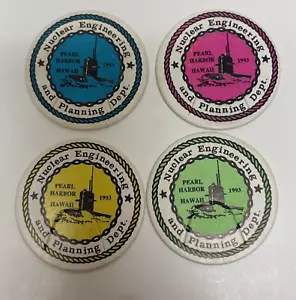 Nuclear Engineering
PEARL
HARBOR
HAWAII
1993
and Planning Dept.
Nuclear Engineering
PEARL
HARBOR
HAWAII
1993
and Planning Dept.
Nuclear Engineering
PEARL
HARBOR
HAWAII
1993
and Planning Dept.
Nuclear Engineering
PEARL
HARBOR
HAWAII
1993
and Planning Dept.